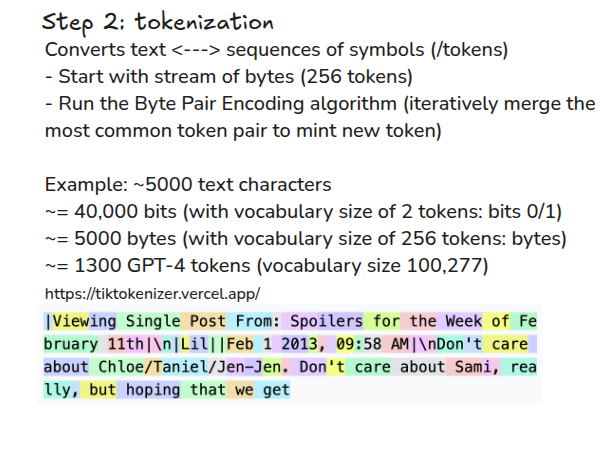 Step 2: tokenization
Converts text <---> sequences of symbols (/tokens)
- Start with stream of bytes (256 tokens)
- Run the Byte Pair Encoding algorithm (iteratively merge the
most common token pair to mint new token)
Example: ~5000 text characters
~= 40,000 bits (with vocabulary size of 2 tokens: bits 0/1)
~= 5000 bytes (with vocabulary size of 256 tokens: bytes)
~= 1300 GPT-4 tokens (vocabulary size 100,277)
https://tiktokenizer.vercel.app/
|Viewing Single Post From: Spoilers for the Week of Fe
bruary 11th|\n|Lil||Feb 1 2013, 09:58 AM|\nDon't care
about Chloe/Taniel/Jen-Jen. Don't care about Sami, rea
lly, but hoping that we get